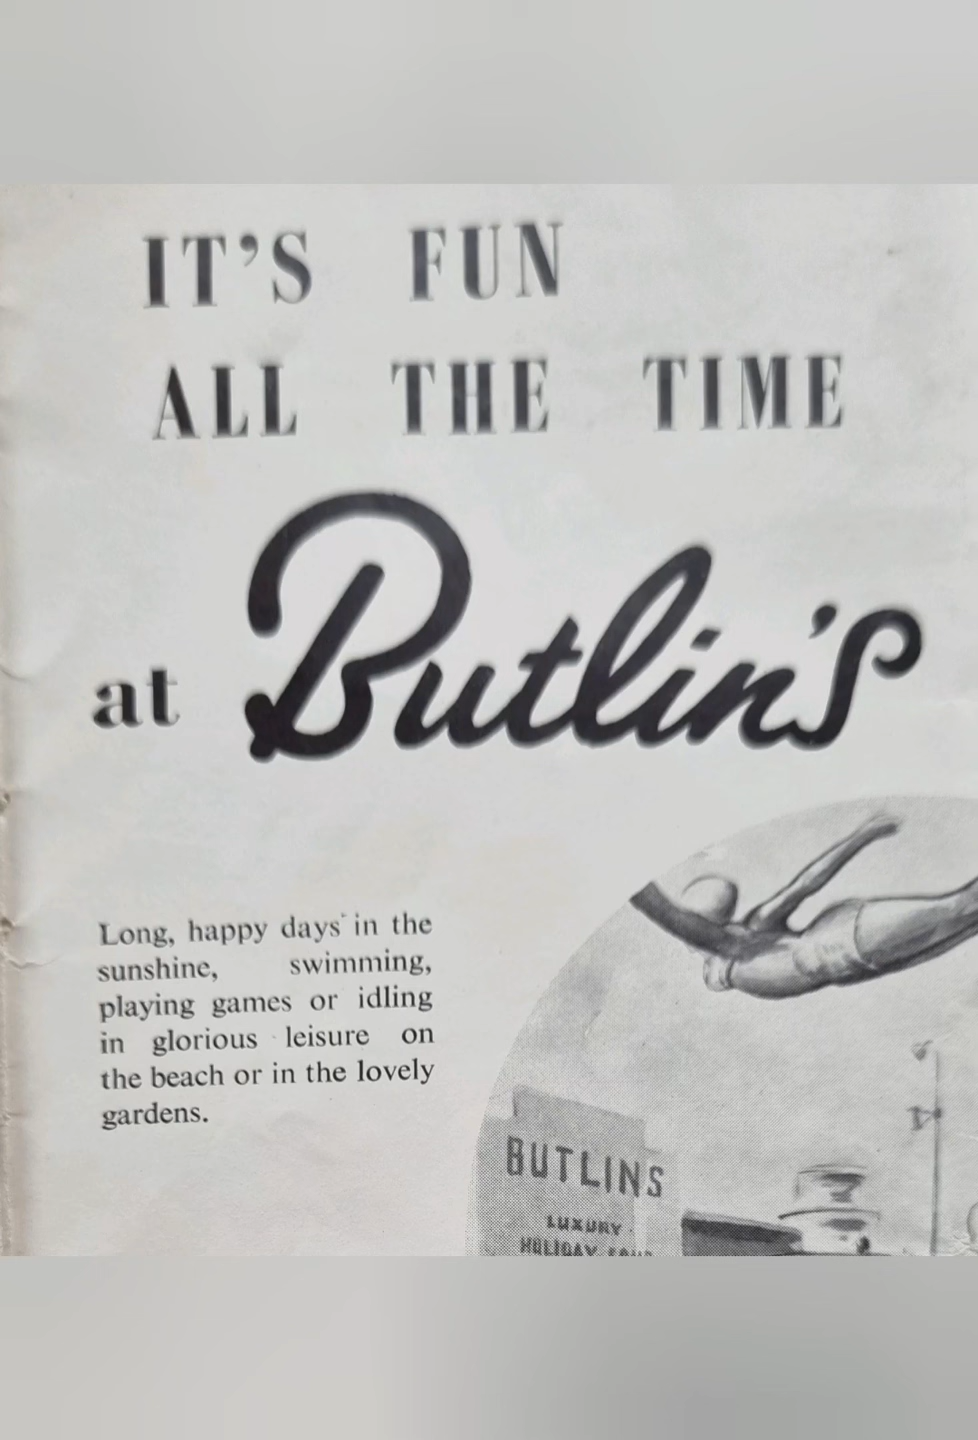 IT'S FUN
ALL THE TIME
at Butlin's
Long, happy days in the
sunshine, swimming,
playing games or idling
in glorious leisure on
the beach or in the lovely
gardens.
BUTLINS
LUXURY
HOLIDAY